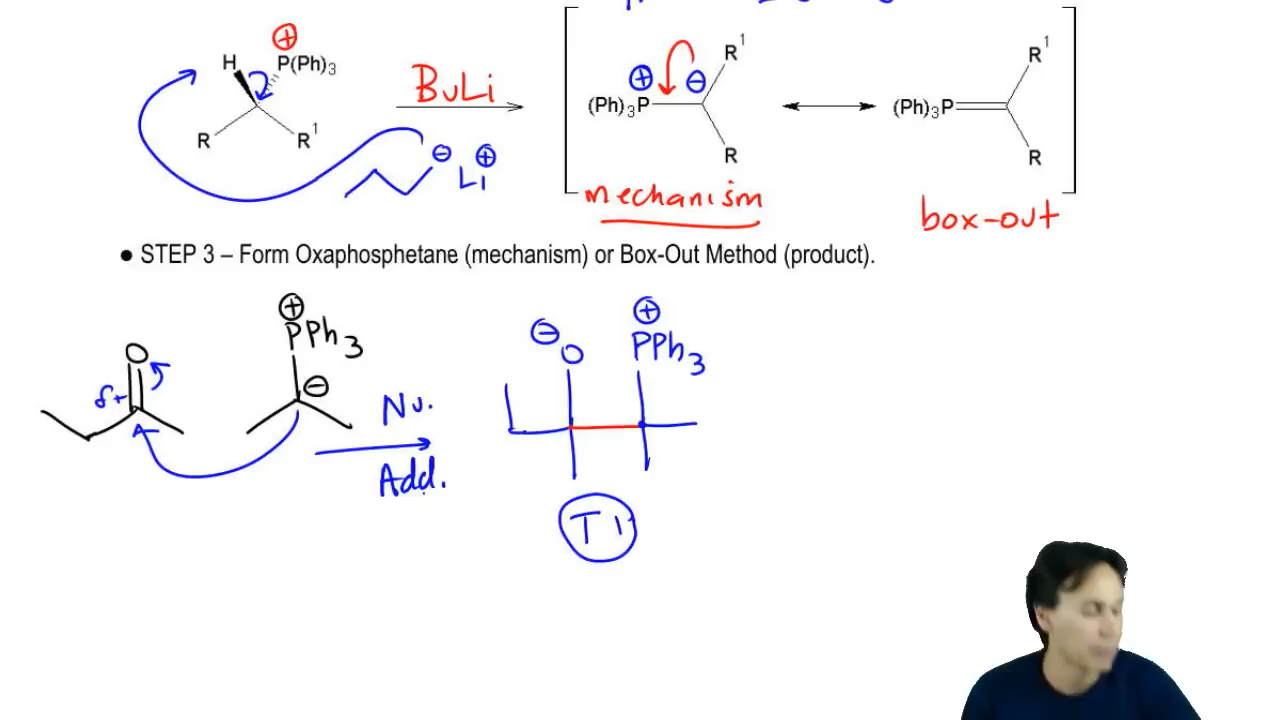 H ⊕ P(Ph)₃
R R¹
BuLi
⊖ Li ⊕
(Ph)₃P ⊕ ⊖ R¹ R
mechanism
(Ph)₃P R¹ R
box-out
● STEP 3 – Form Oxaphosphetane (mechanism) or Box-Out Method (product).
O δ+
⊕ PPh₃ ⊖
Nu.
Add.
⊖ O ⊕ PPh₃